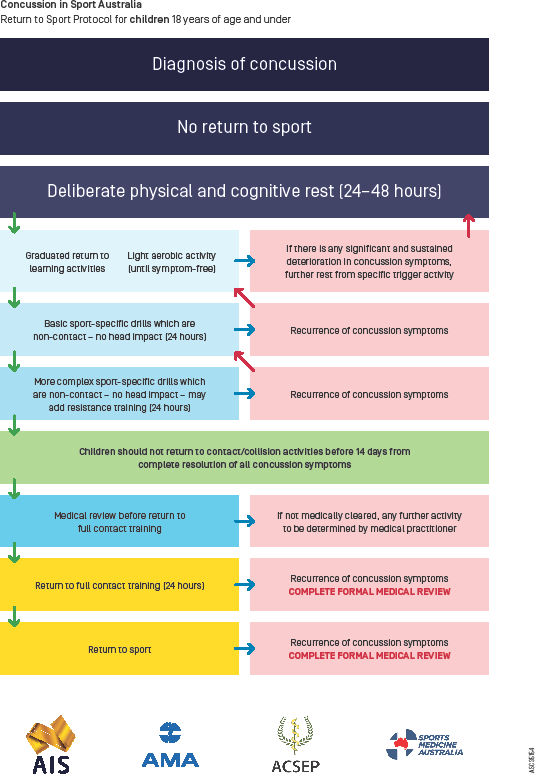 Concussion in Sport Australia
Return to Sport Protocol for children 18 years of age and under
Diagnosis of concussion
No return to sport
Deliberate physical and cognitive rest (24–48 hours)
Graduated return to
learning activities
Light aerobic activity
(until symptom-free)
If there is any significant and sustained
deterioration in concussion symptoms,
further rest from specific trigger activity
Basic sport-specific drills which are
non-contact – no head impact (24 hours)
Recurrence of concussion symptoms
More complex sport-specific drills which
are non-contact – no head impact – may
add resistance training (24 hours)
Recurrence of concussion symptoms
Children should not return to contact/collision activities before 14 days from
complete resolution of all concussion symptoms
Medical review before return to
full contact training
If not medically cleared, any further activity
to be determined by medical practitioner
Return to full contact training (24 hours)
Recurrence of concussion symptoms
COMPLETE FORMAL MEDICAL REVIEW
Return to sport
Recurrence of concussion symptoms
COMPLETE FORMAL MEDICAL REVIEW
AIS
AMA
ACSEP
SPORTS
MEDICINE
AUSTRALIA